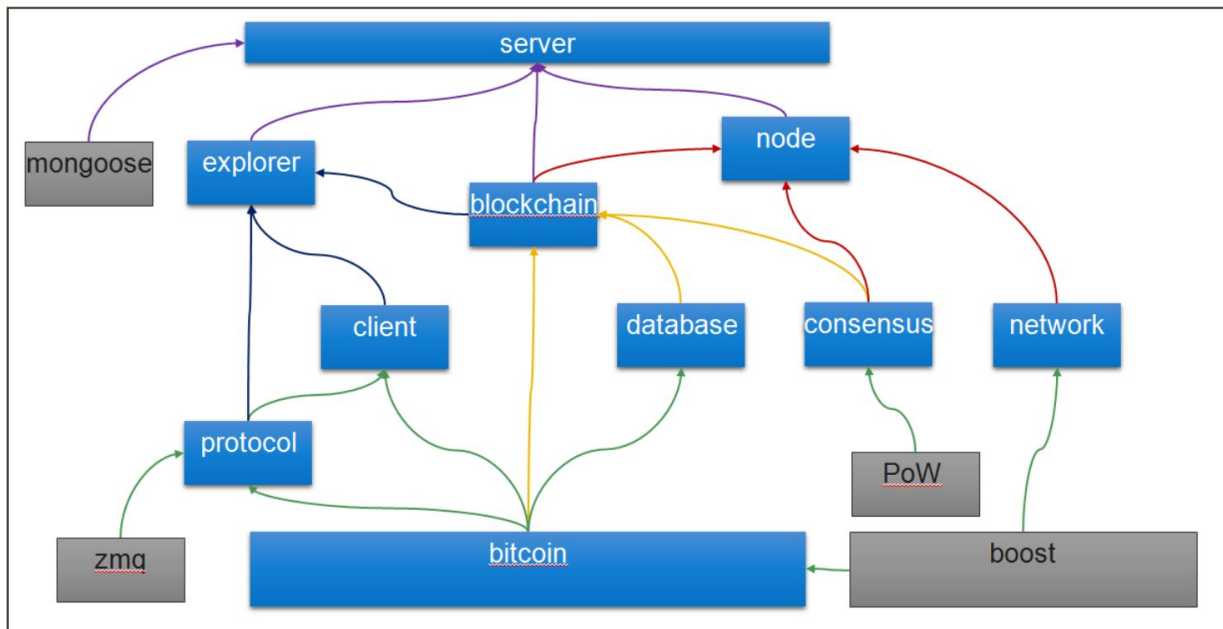 server
mongoose
explorer
node
blockchain
client
database
consensus
network
protocol
PoW
zmq
bitcoin
boost